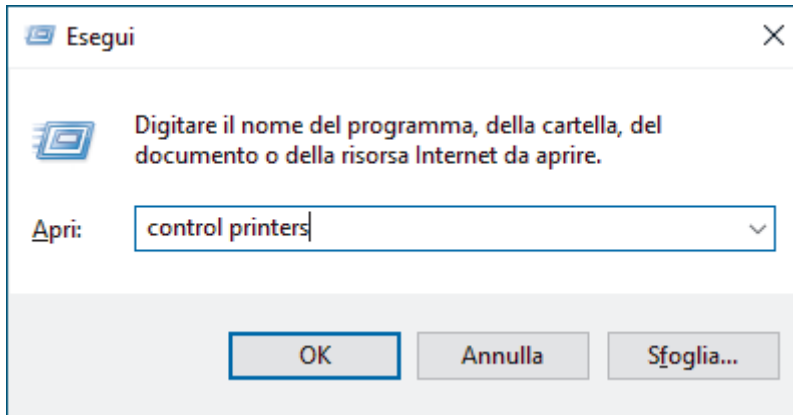 Esegui
Digitare il nome del programma, della cartella, del
documento o della risorsa Internet da aprire.
Apri: control printers
OK Annulla Sfoglia...